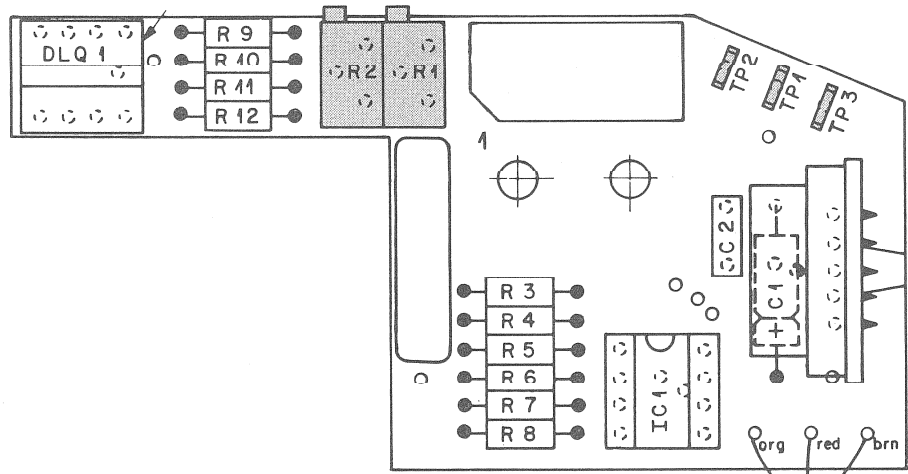 DLQ 1
R 9
R 10
R 11
R 12
R2
R1
TP2
TP1
TP3
1
C 2
C 1
+
R 3
R 4
R 5
R 6
R 7
R 8
IC 1
org
red
brn